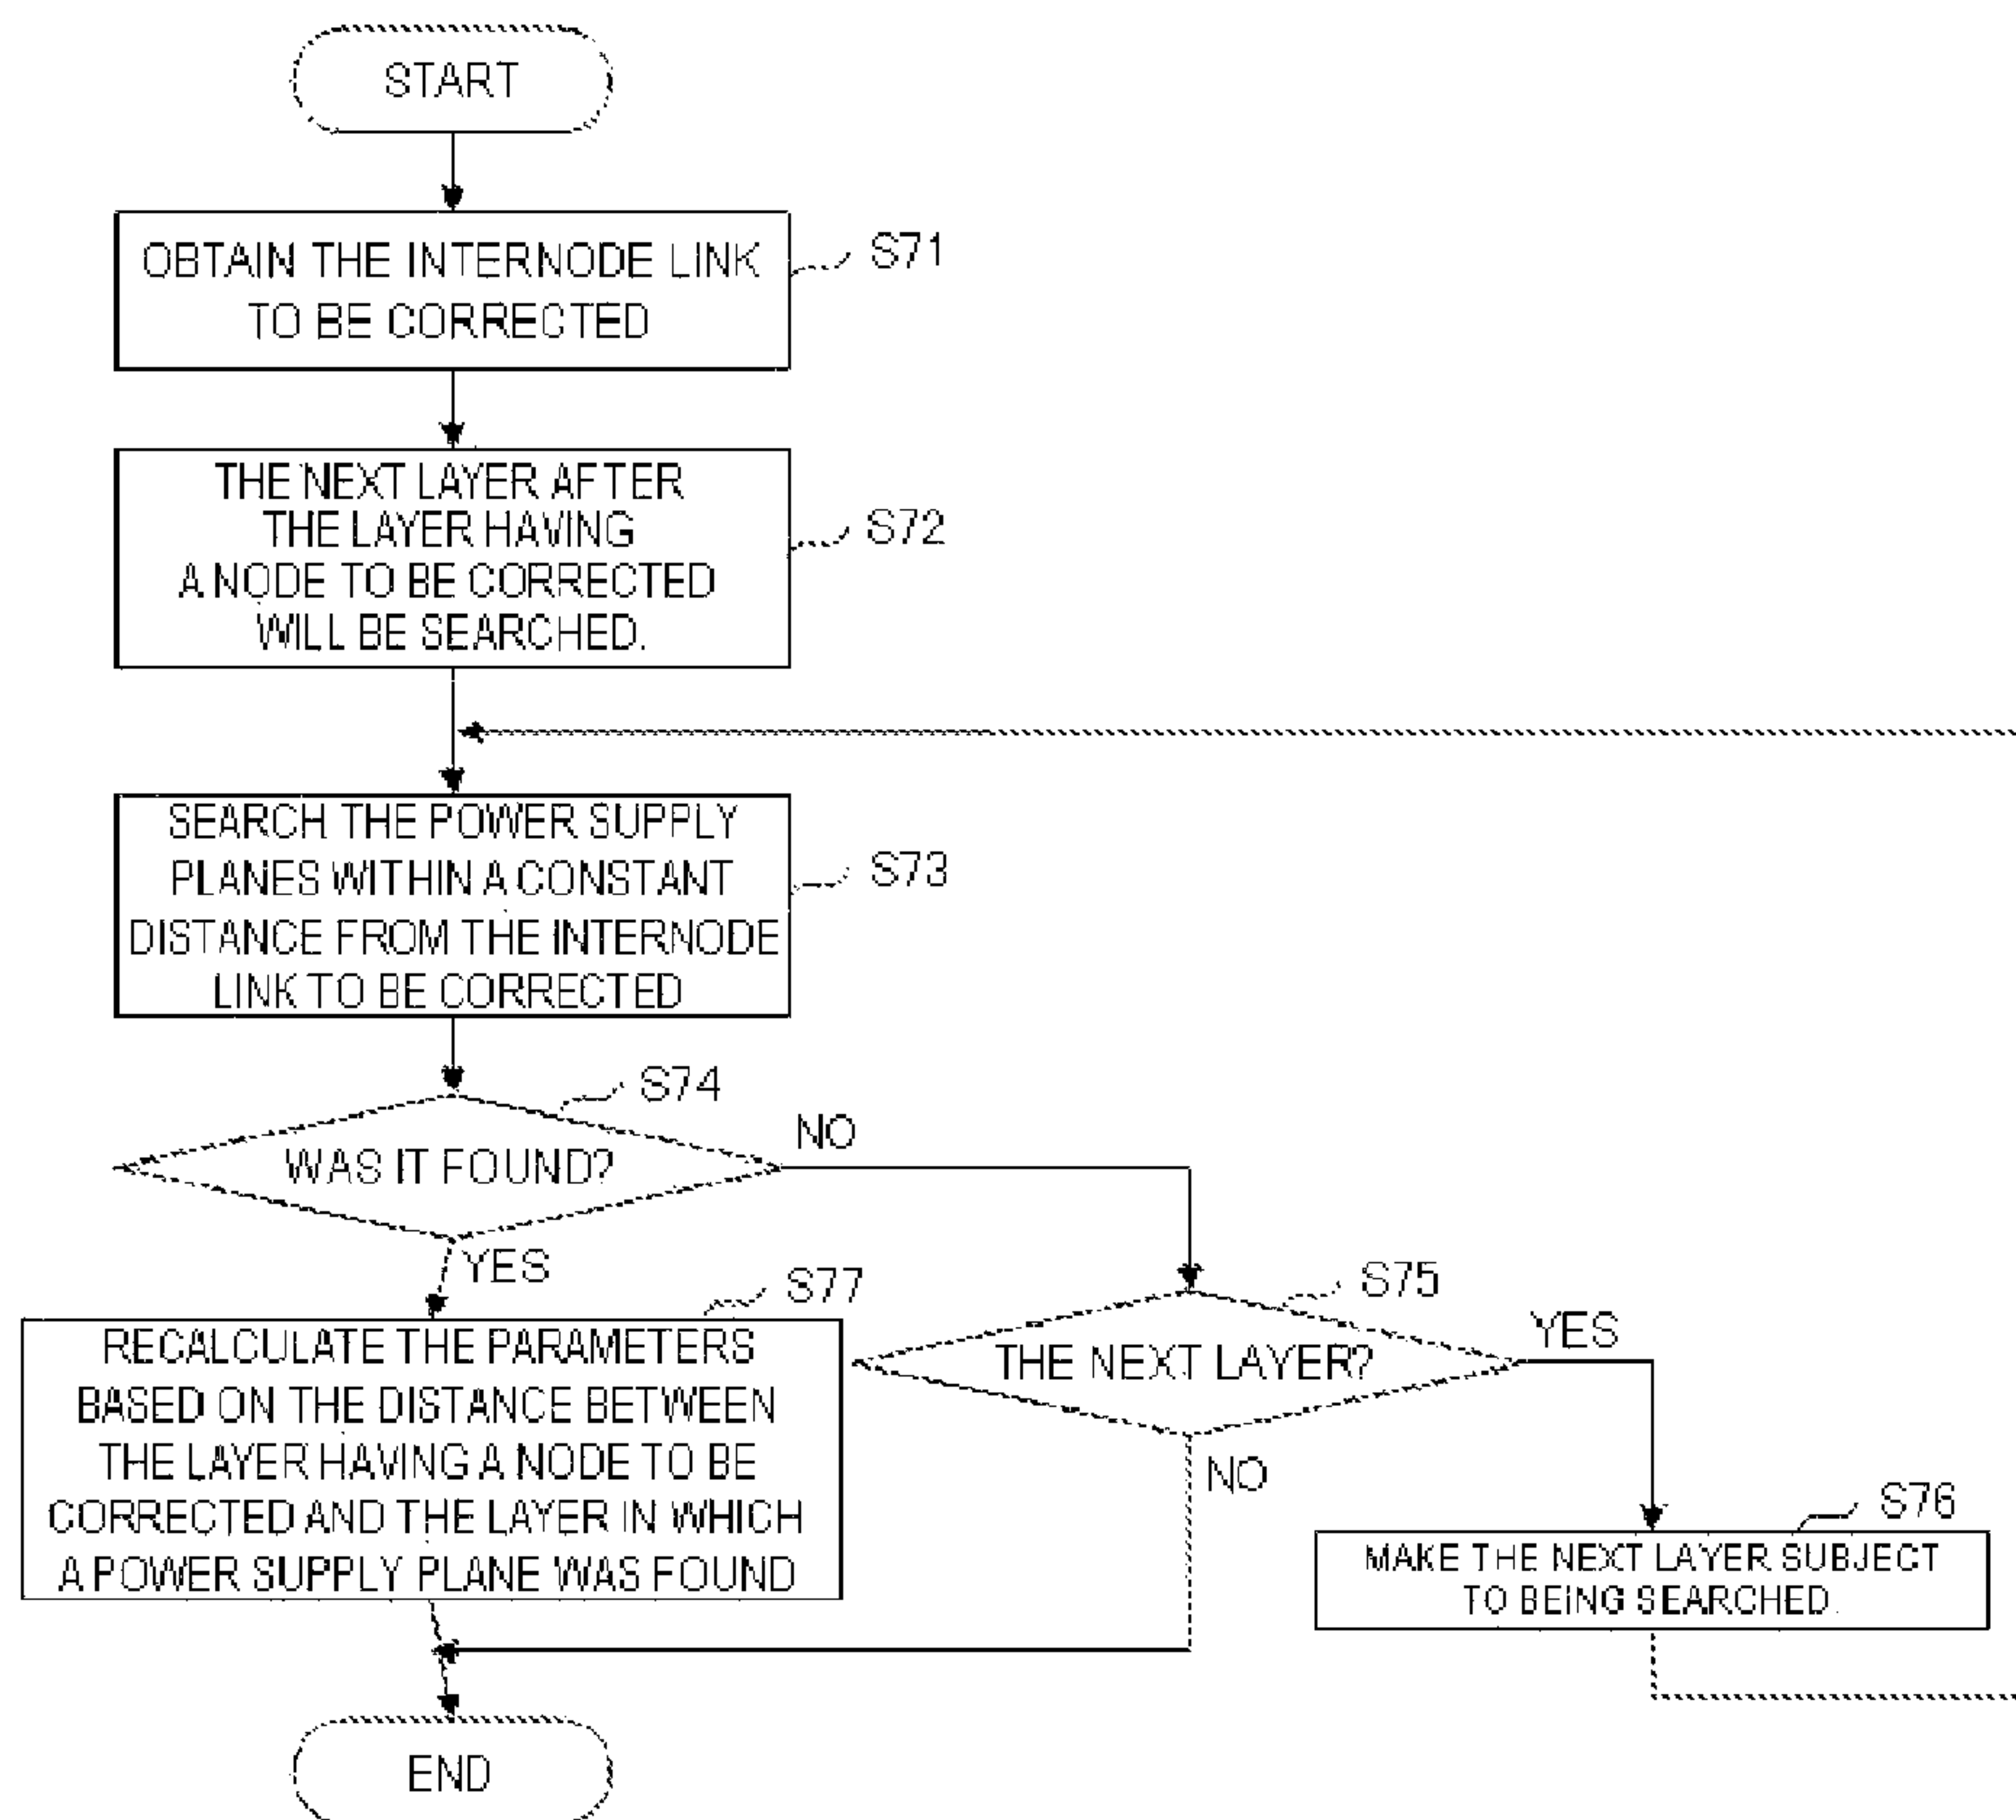 START
OBTAIN THE INTERNODE LINK
TO BE CORRECTED
S71
THE NEXT LAYER AFTER
THE LAYER HAVING
A NODE TO BE CORRECTED
WILL BE SEARCHED.
S72
SEARCH THE POWER SUPPLY
PLANES WITHIN A CONSTANT
DISTANCE FROM THE INTERNODE
LINK TO BE CORRECTED
S73
S74
WAS IT FOUND?
NO
YES
S77
RECALCULATE THE PARAMETERS
BASED ON THE DISTANCE BETWEEN
THE LAYER HAVING A NODE TO BE
CORRECTED AND THE LAYER IN WHICH
A POWER SUPPLY PLANE WAS FOUND
S75
THE NEXT LAYER?
YES
NO
S76
MAKE THE NEXT LAYER SUBJECT
TO BEING SEARCHED.
END